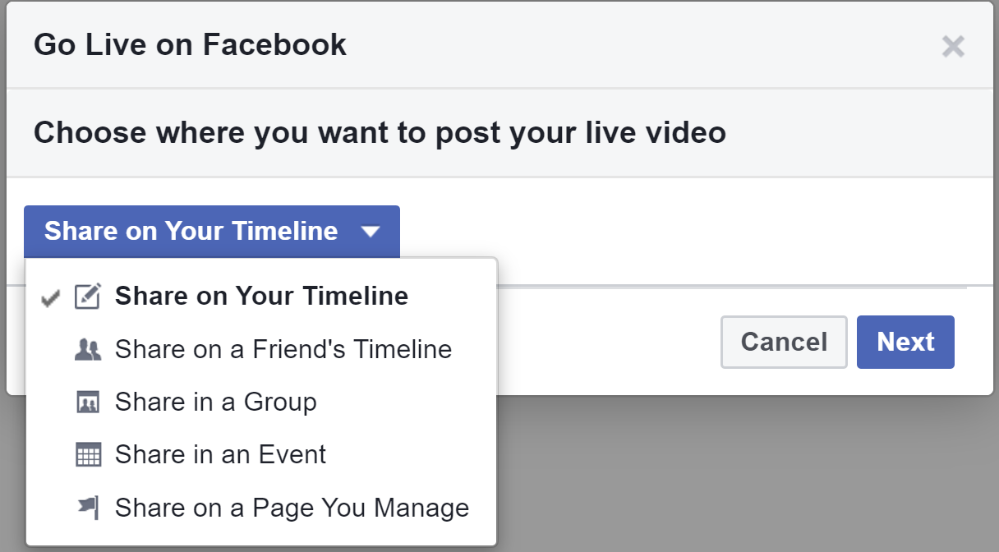 Go Live on Facebook
Choose where you want to post your live video
Share on Your Timeline
Share on Your Timeline
Share on a Friend's Timeline
Share in a Group
Share in an Event
Share on a Page You Manage
Cancel
Next